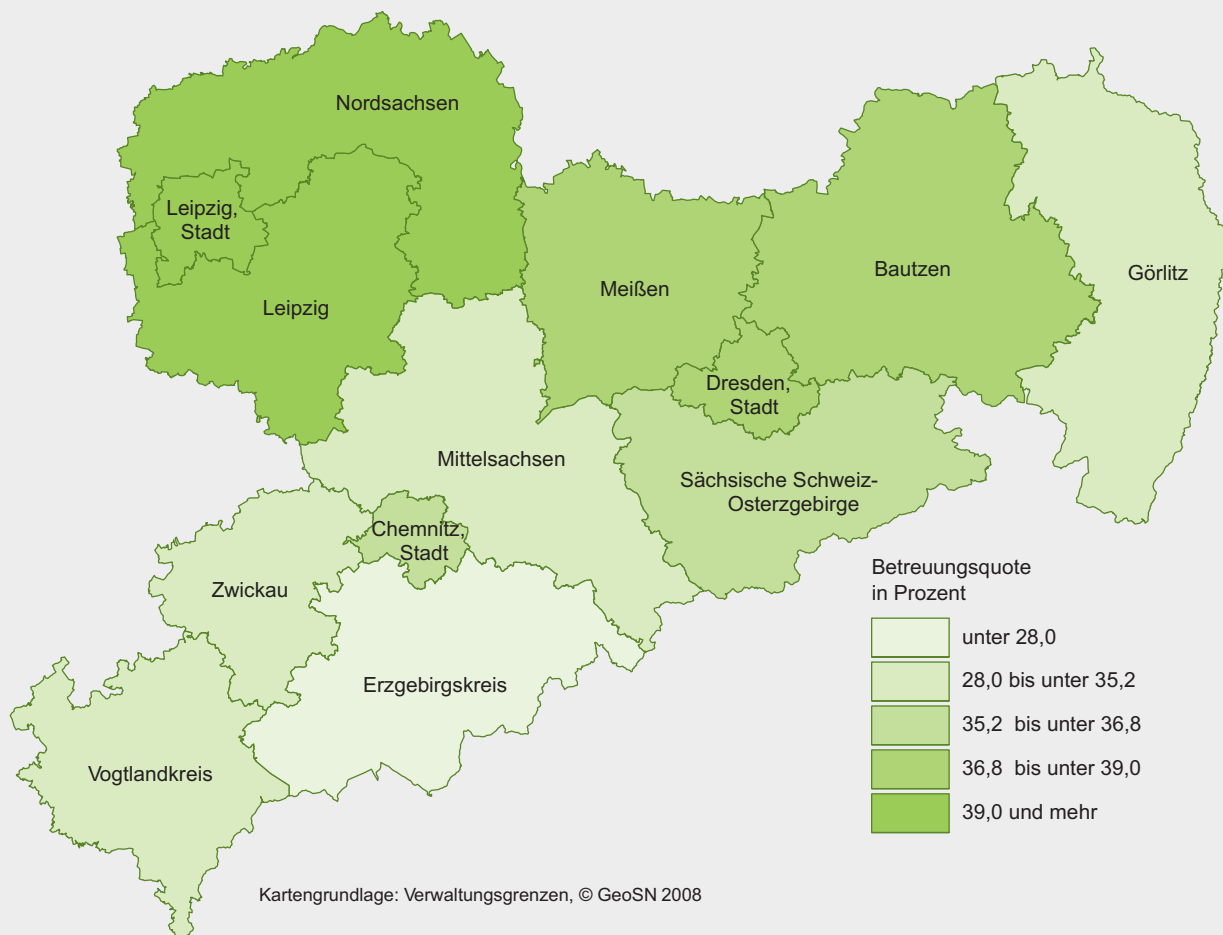 Nordsachsen
Leipzig,
Stadt
Leipzig
Meißen
Bautzen
Görlitz
Dresden,
Stadt
Mittelsachsen
Sächsische Schweiz-
Osterzgebirge
Chemnitz,
Stadt
Zwickau
Erzgebirgskreis
Vogtlandkreis
Betreuungsquote
in Prozent
unter 28,0
28,0 bis unter 35,2
35,2 bis unter 36,8
36,8 bis unter 39,0
39,0 und mehr
Kartengrundlage: Verwaltungsgrenzen, © GeoSN 2008